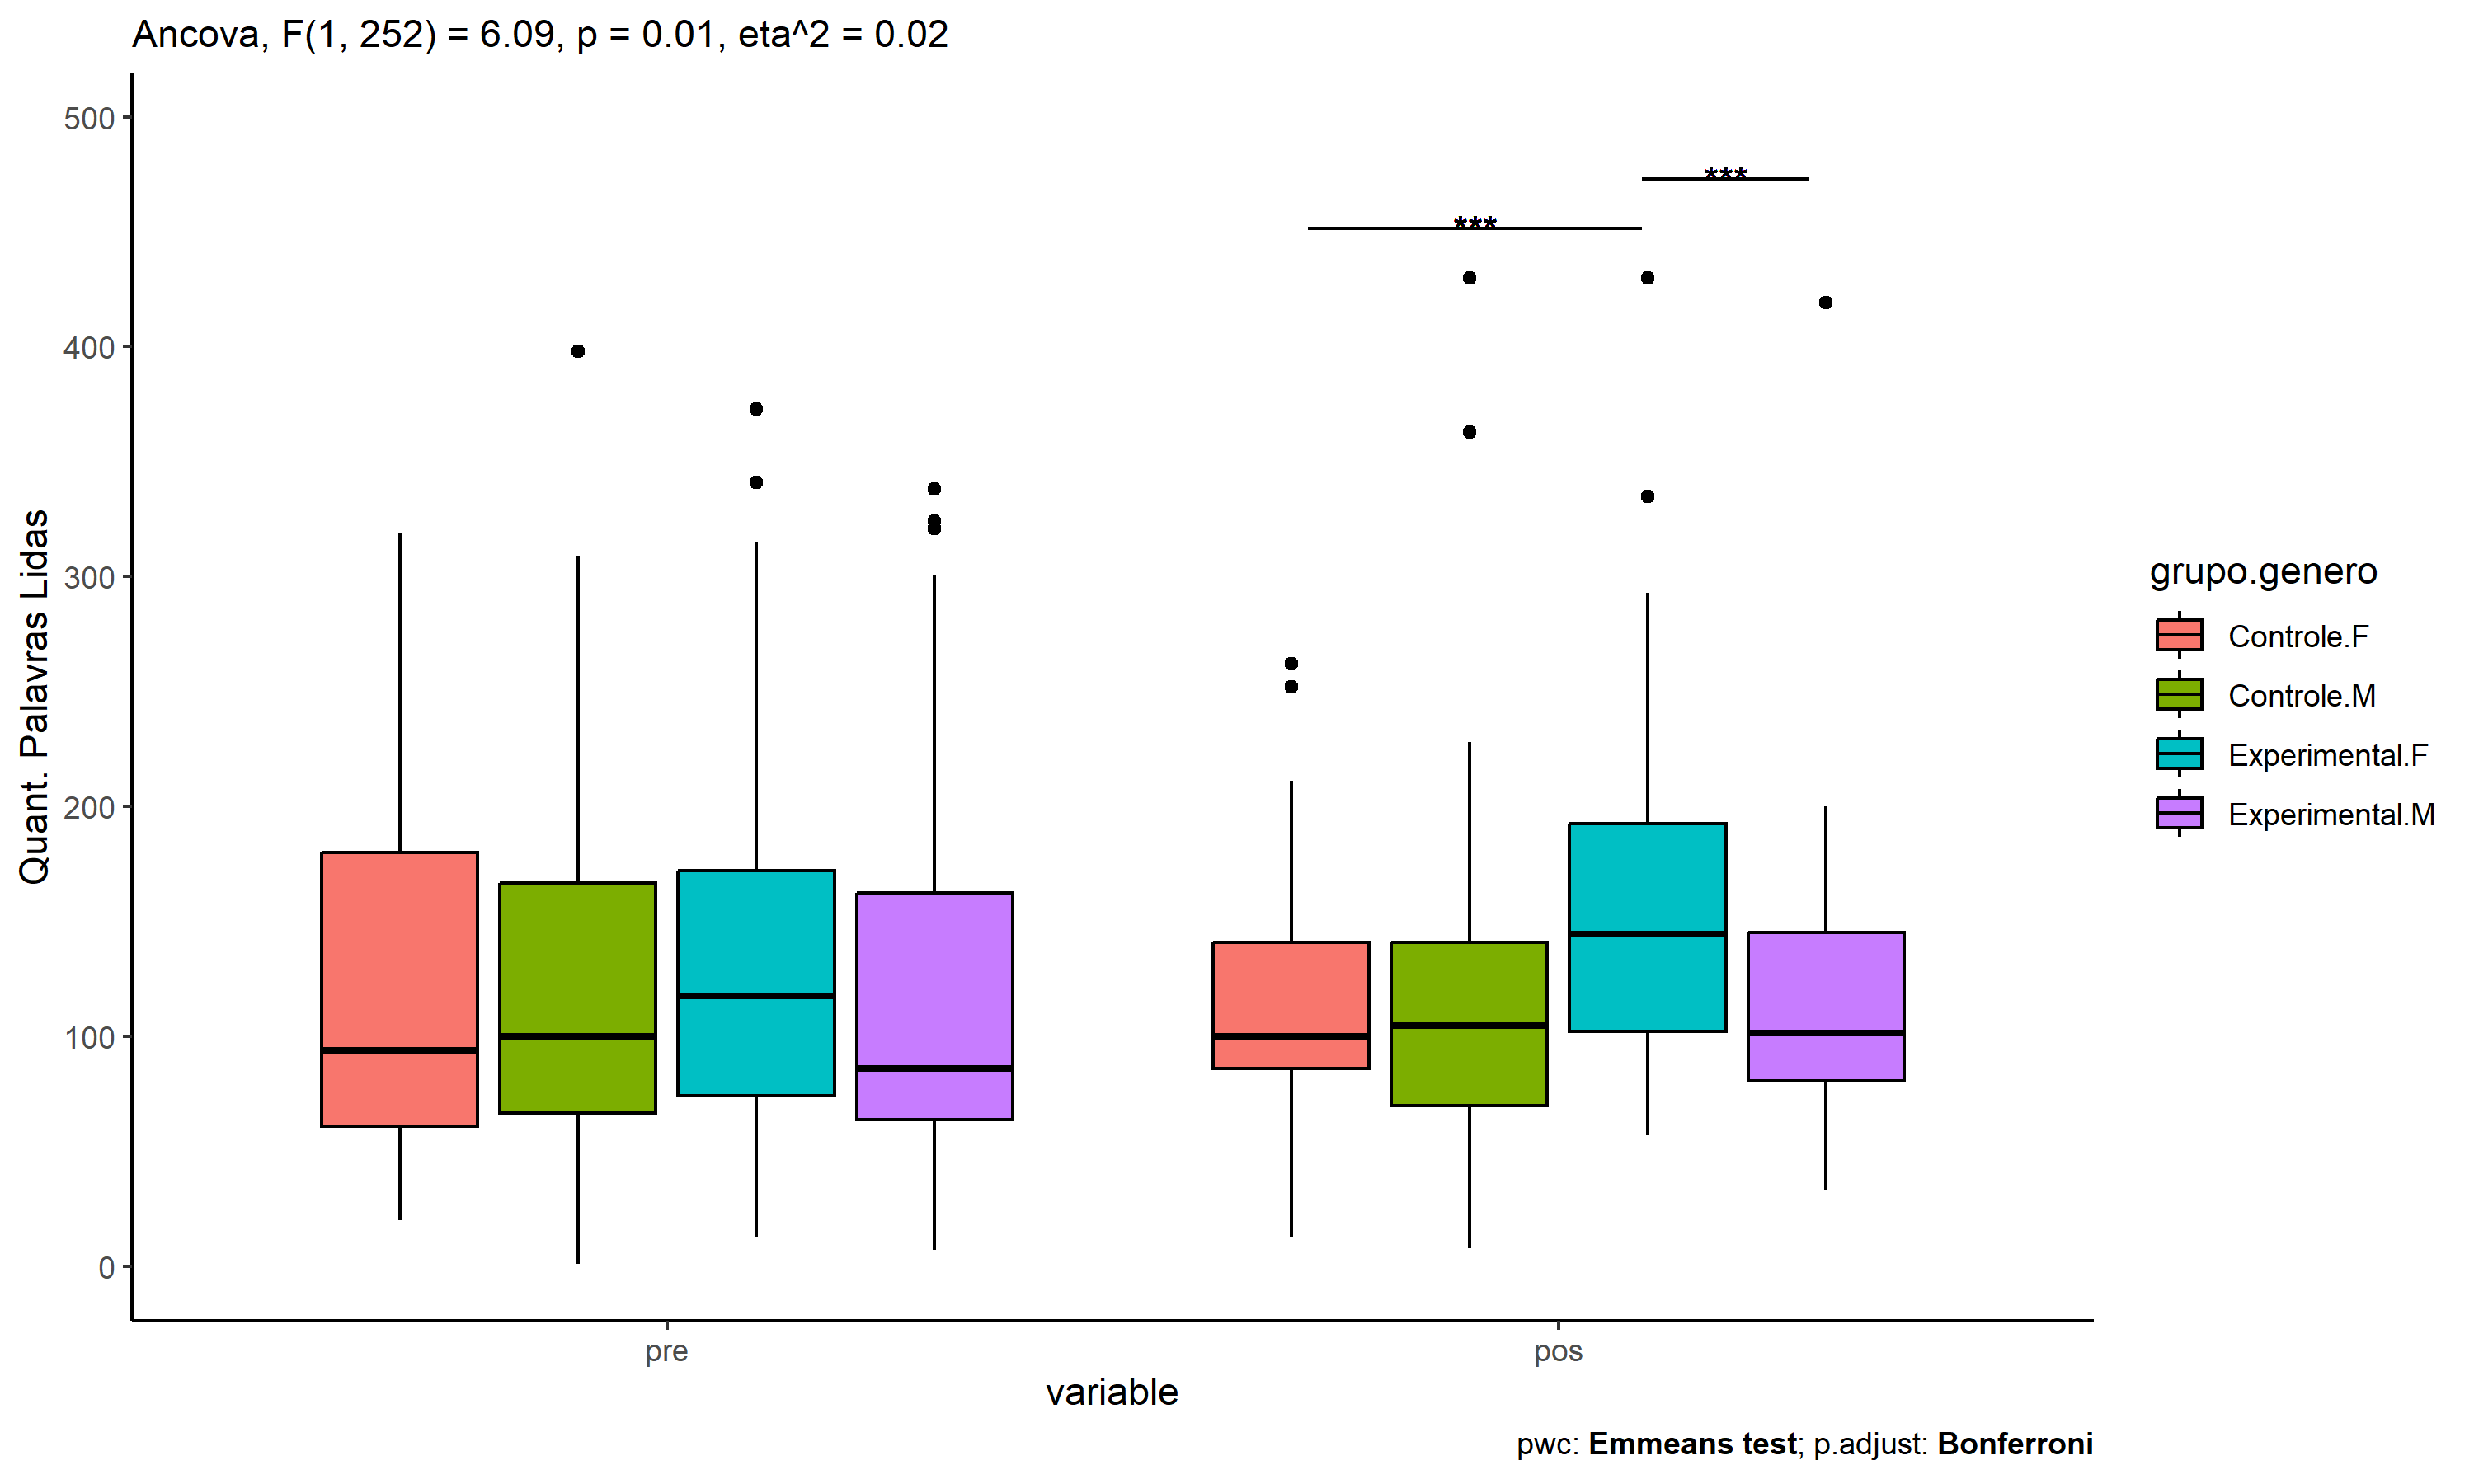 Ancova, F(1, 252) = 6.09, p = 0.01, eta^2 = 0.02
Quant. Palavras Lidas
500
400
300
200
100
0
***
***
pre
pos
variable
grupo.genero
Controle.F
Controle.M
Experimental.F
Experimental.M
pwc: Emmeans test; p.adjust: Bonferroni